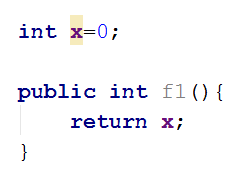 int x=0;
public int f1(){
    return x;
}